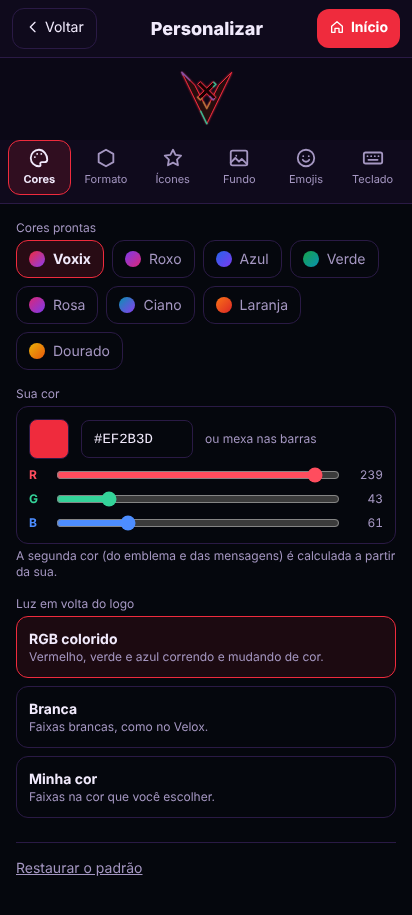 Voltar
Personalizar
Início
Cores
Formato
Ícones
Fundo
Emojis
Teclado
Cores prontas
Voxix
Roxo
Azul
Verde
Rosa
Ciano
Laranja
Dourado
Sua cor
#EF2B3D
ou mexa nas barras
R 239
G 43
B 61
A segunda cor (do emblema e das mensagens) é calculada a partir
da sua.
Luz em volta do logo
RGB colorido
Vermelho, verde e azul correndo e mudando de cor.
Branca
Faixas brancas, como no Velox.
Minha cor
Faixas na cor que você escolher.
Restaurar o padrão